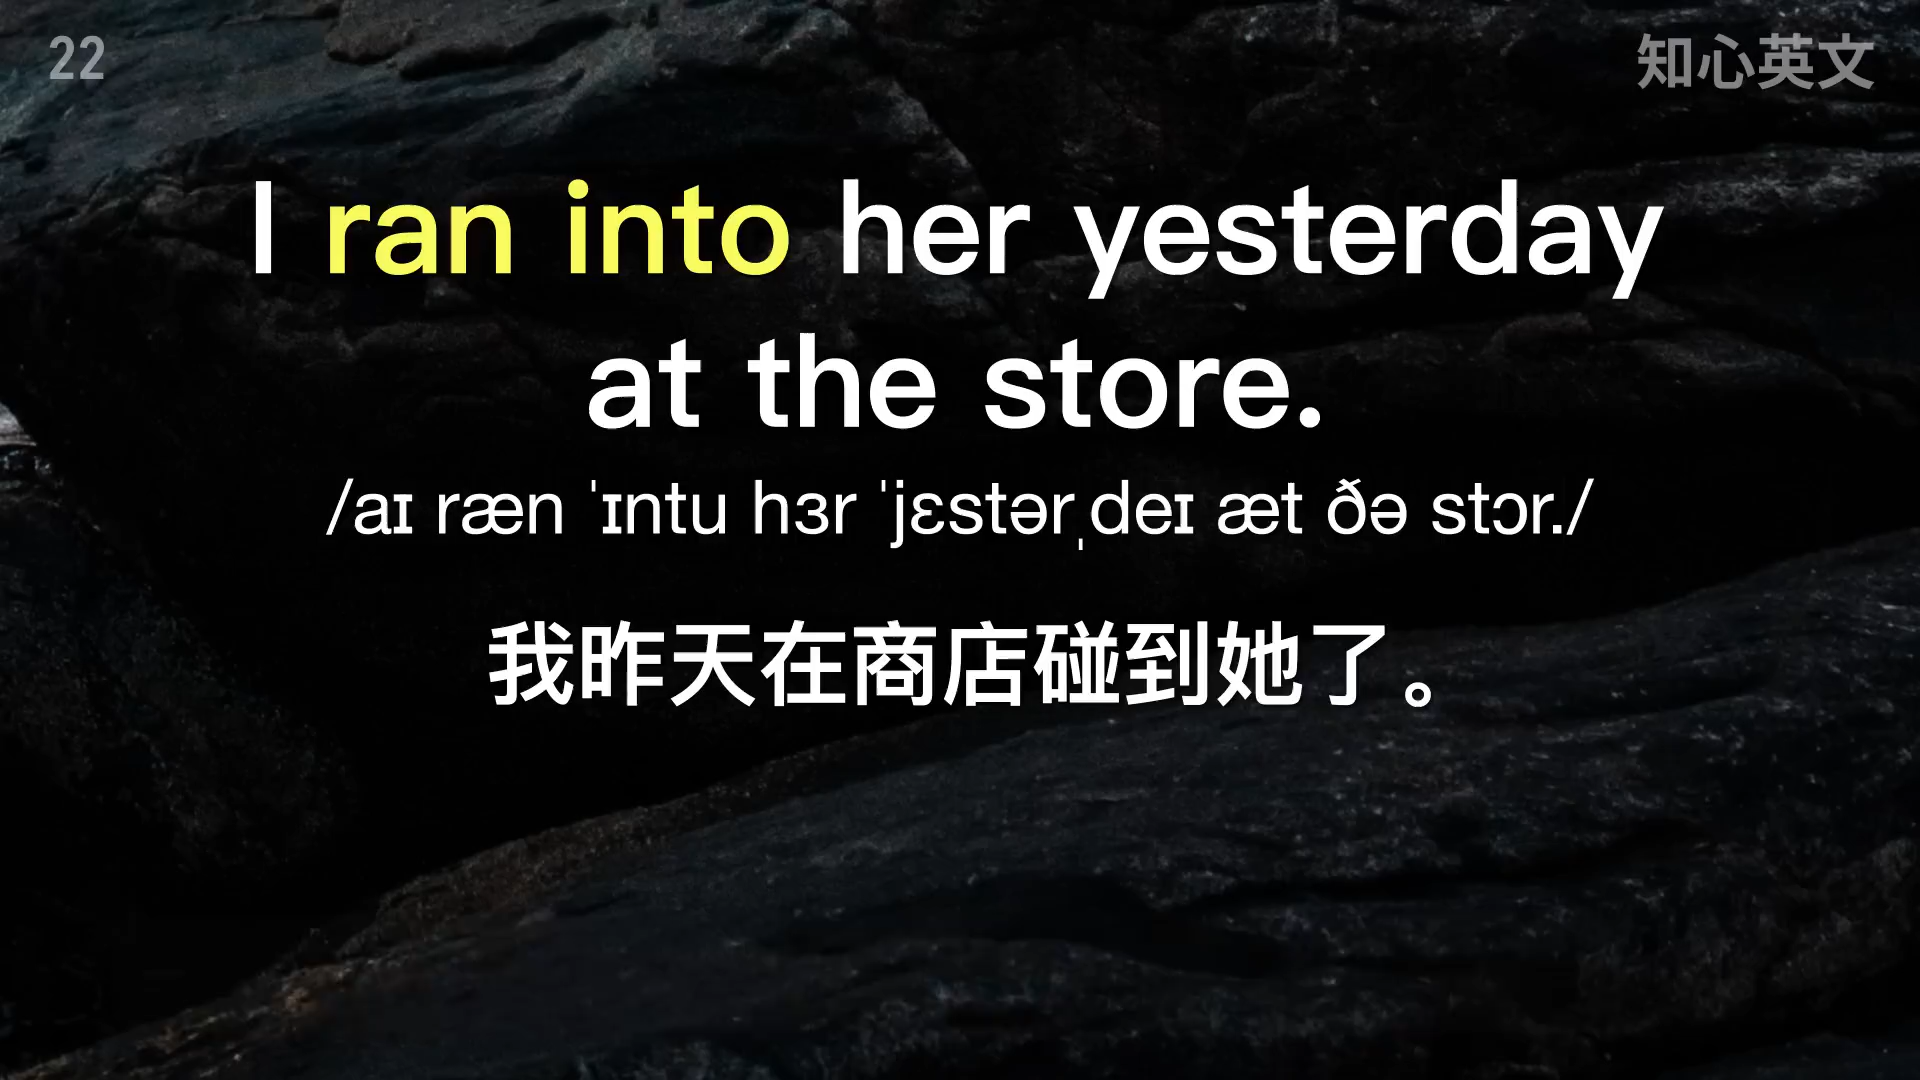 22
知心英文
I ran into her yesterday
at the store.
/aɪ ræn ˈɪntu hɜr ˈjɛstərˌdeɪ æt ðə stɔr./
我昨天在商店碰到她了。